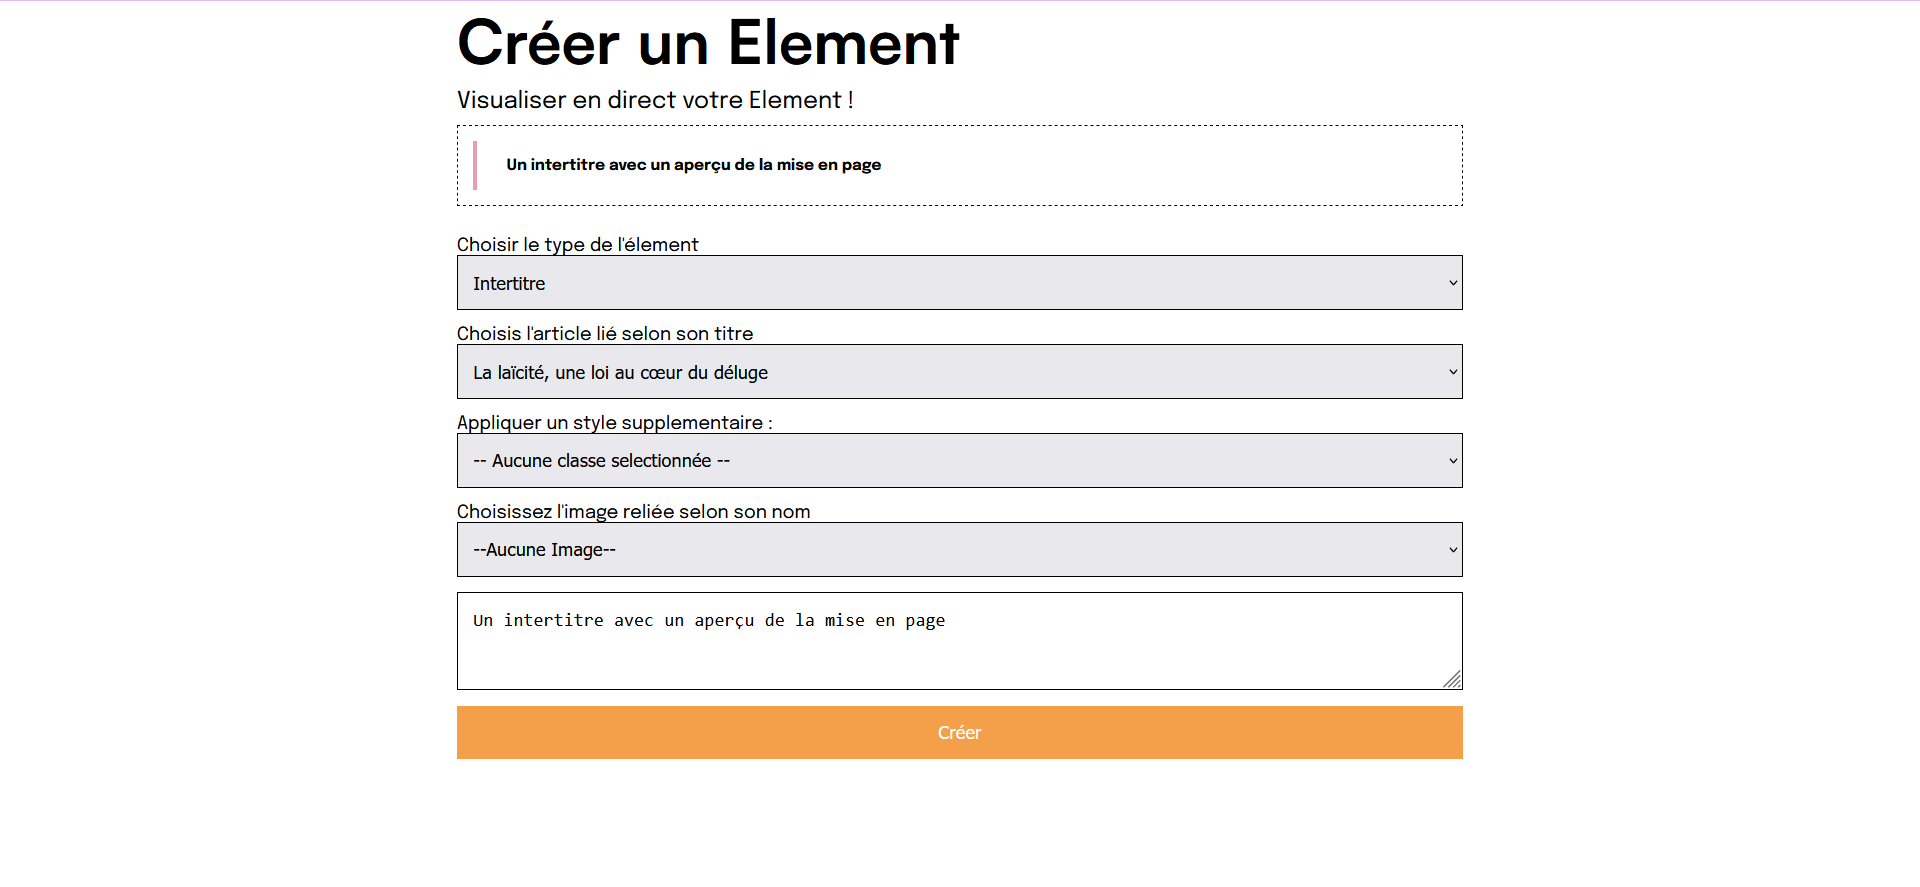 Créer un Element
Visualiser en direct votre Element !
Un intertitre avec un aperçu de la mise en page
Choisir le type de l'élement
Intertitre
Choisis l'article lié selon son titre
La laïcité, une loi au cœur du déluge
Appliquer un style supplementaire :
-- Aucune classe selectionnée --
Choisissez l'image reliée selon son nom
--Aucune Image--
Un intertitre avec un aperçu de la mise en page
Créer